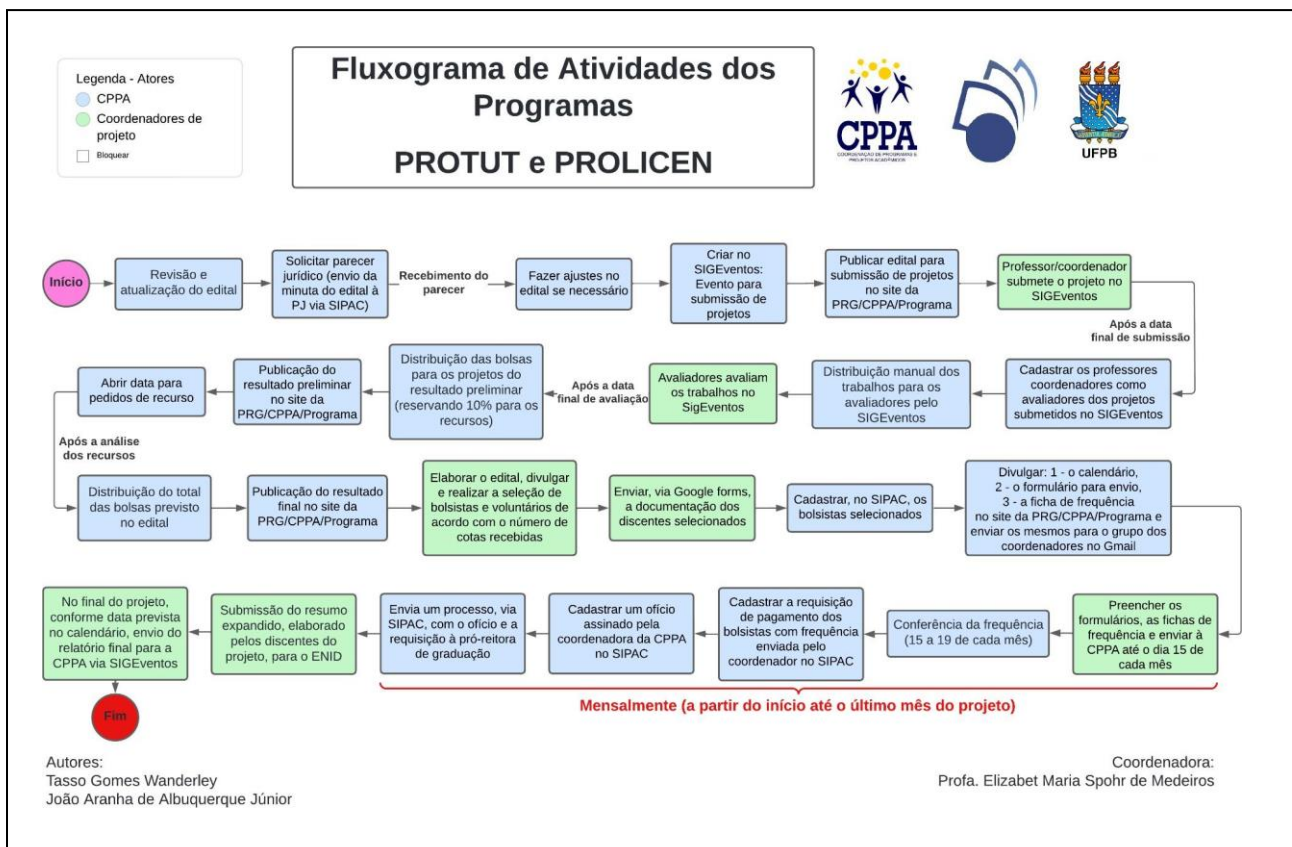 Legenda - Atores
CPPA
Coordenadores de
projeto
Bloquear
Fluxograma de Atividades dos
Programas
PROTUT e PROLICEN
CPPA
COORDENAÇÃO DE PROGRAMAS E
PROJETOS ACADÊMICOS
UFPB
Início
Revisão e
atualização do edital
Solicitar parecer
jurídico (envio da
minuta do edital à
PJ via SIPAC)
Recebimento do
parecer
Fazer ajustes no
edital se necessário
Criar no
SIGEventos:
Evento para
submissão de
projetos
Publicar edital para
submissão de projetos
no site da
PRG/CPPA/Programa
Professor/coordenador
submete o projeto no
SIGEventos
Após a data
final de submissão
Cadastrar os professores
coordenadores como
avaliadores dos projetos
submetidos no SIGEventos
Distribuição manual dos
trabalhos para os
avaliadores pelo
SIGEventos
Avaliadores avaliam
os trabalhos no
SigEventos
Após a data
final de avaliação
Distribuição das bolsas
para os projetos do
resultado preliminar
(reservando 10% para os
recursos)
Publicação do
resultado preliminar
no site da
PRG/CPPA/Programa
Abrir data para
pedidos de recurso
Após a análise
dos recursos
Distribuição do total
das bolsas previsto
no edital
Publicação do resultado
final no site da
PRG/CPPA/Programa
Elaborar o edital, divulgar
e realizar a seleção de
bolsistas e voluntários de
acordo com o número de
cotas recebidas
Enviar, via Google forms,
a documentação dos
discentes selecionados
Cadastrar, no SIPAC, os
bolsistas selecionados
Divulgar: 1 - o calendário,
2 - o formulário para envio,
3 - a ficha de frequência
no site da PRG/CPPA/Programa e
enviar os mesmos para o grupo dos
coordenadores no Gmail
Preencher os
formulários, as fichas de
frequência e enviar à
CPPA até o dia 15 de
cada mês
Conferência da frequência
(15 a 19 de cada mês)
Cadastrar a requisição
de pagamento dos
bolsistas com frequência
enviada pelo
coordenador no SIPAC
Cadastrar um ofício
assinado pela
coordenadora da CPPA
no SIPAC
Envia um processo, via
SIPAC, com o ofício e a
requisição à pró-reitora
de graduação
Submissão do resumo
expandido, elaborado
pelos discentes do
projeto, para o ENID
No final do projeto,
conforme data prevista
no calendário, envio do
relatório final para a
CPPA via SIGEventos
Fim
Mensalmente (a partir do início até o último mês do projeto)
Autores:
Tasso Gomes Wanderley
João Aranha de Albuquerque Júnior
Coordenadora:
Profa. Elizabet Maria Spohr de Medeiros